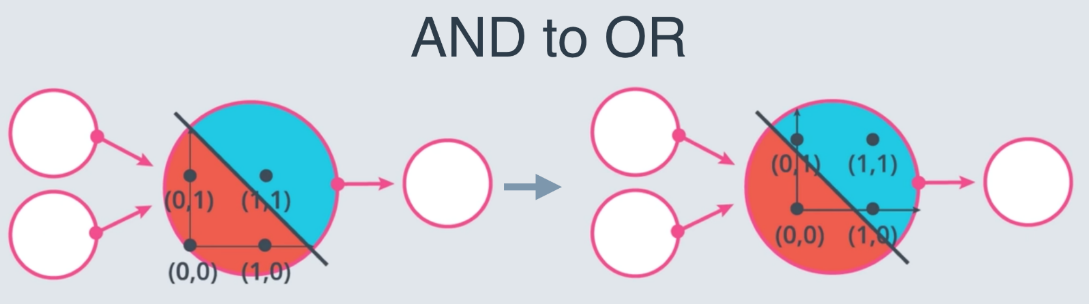 AND to OR
(0,1) (1,1)
(0,0) (1,0)
(0,1) (1,1)
(0,0) (1,0)